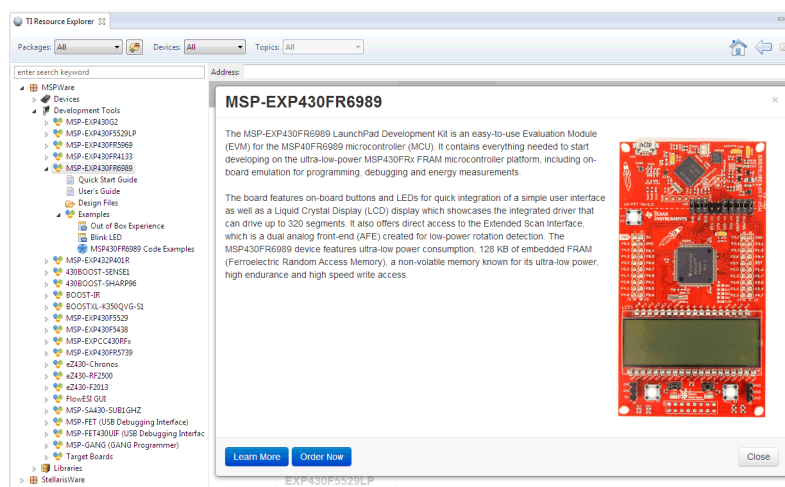 TI Resource Explorer
Packages: All Devices: All Topics: All
enter search keyword Address:
MSPWare
Devices
Development Tools
MSP-EXP430G2
MSP-EXP430F5529LP
MSP-EXP430FR5969
MSP-EXP430FR4133
MSP-EXP430FR6989
Quick Start Guide
User's Guide
Design Files
Examples
Out of Box Experience
Blink LED
MSP430FR6989 Code Examples
MSP-EXP432P401R
430BOOST-SENSE1
430BOOST-SHARP96
BOOST-IR
BOOSTXL-K350QVG-S1
MSP-EXP430F5529
MSP-EXP430F5438
MSP-EXPCC430RFx
MSP-EXP430FR5739
eZ430-Chronos
eZ430-RF2500
eZ430-F2013
FlowESI GUI
MSP-SA430-SUB1GHZ
MSP-FET (USB Debugging Interface)
MSP-FET430UIF (USB Debugging Interfac
MSP-GANG (GANG Programmer)
Target Boards
Libraries
StellarisWare
MSP-EXP430FR6989
The MSP-EXP430FR6989 LaunchPad Development Kit is an easy-to-use Evaluation Module
(EVM) for the MSP40FR6989 microcontroller (MCU). It contains everything needed to start
developing on the ultra-low-power MSP430FRx FRAM microcontroller platform, including on-
board emulation for programming, debugging and energy measurements.
The board features on-board buttons and LEDs for quick integration of a simple user interface
as well as a Liquid Crystal Display (LCD) display which showcases the integrated driver that
can drive up to 320 segments. It also offers direct access to the Extended Scan Interface,
which is a dual analog front-end (AFE) created for low-power rotation detection. The
MSP430FR6989 device features ultra-low power consumption, 128 KB of embedded FRAM
(Ferroelectric Random Access Memory), a non-volatile memory known for its ultra-low power,
high endurance and high speed write access.
TEXAS
INSTRUMENTS
Learn More Order Now Close
EXP430F5529LP